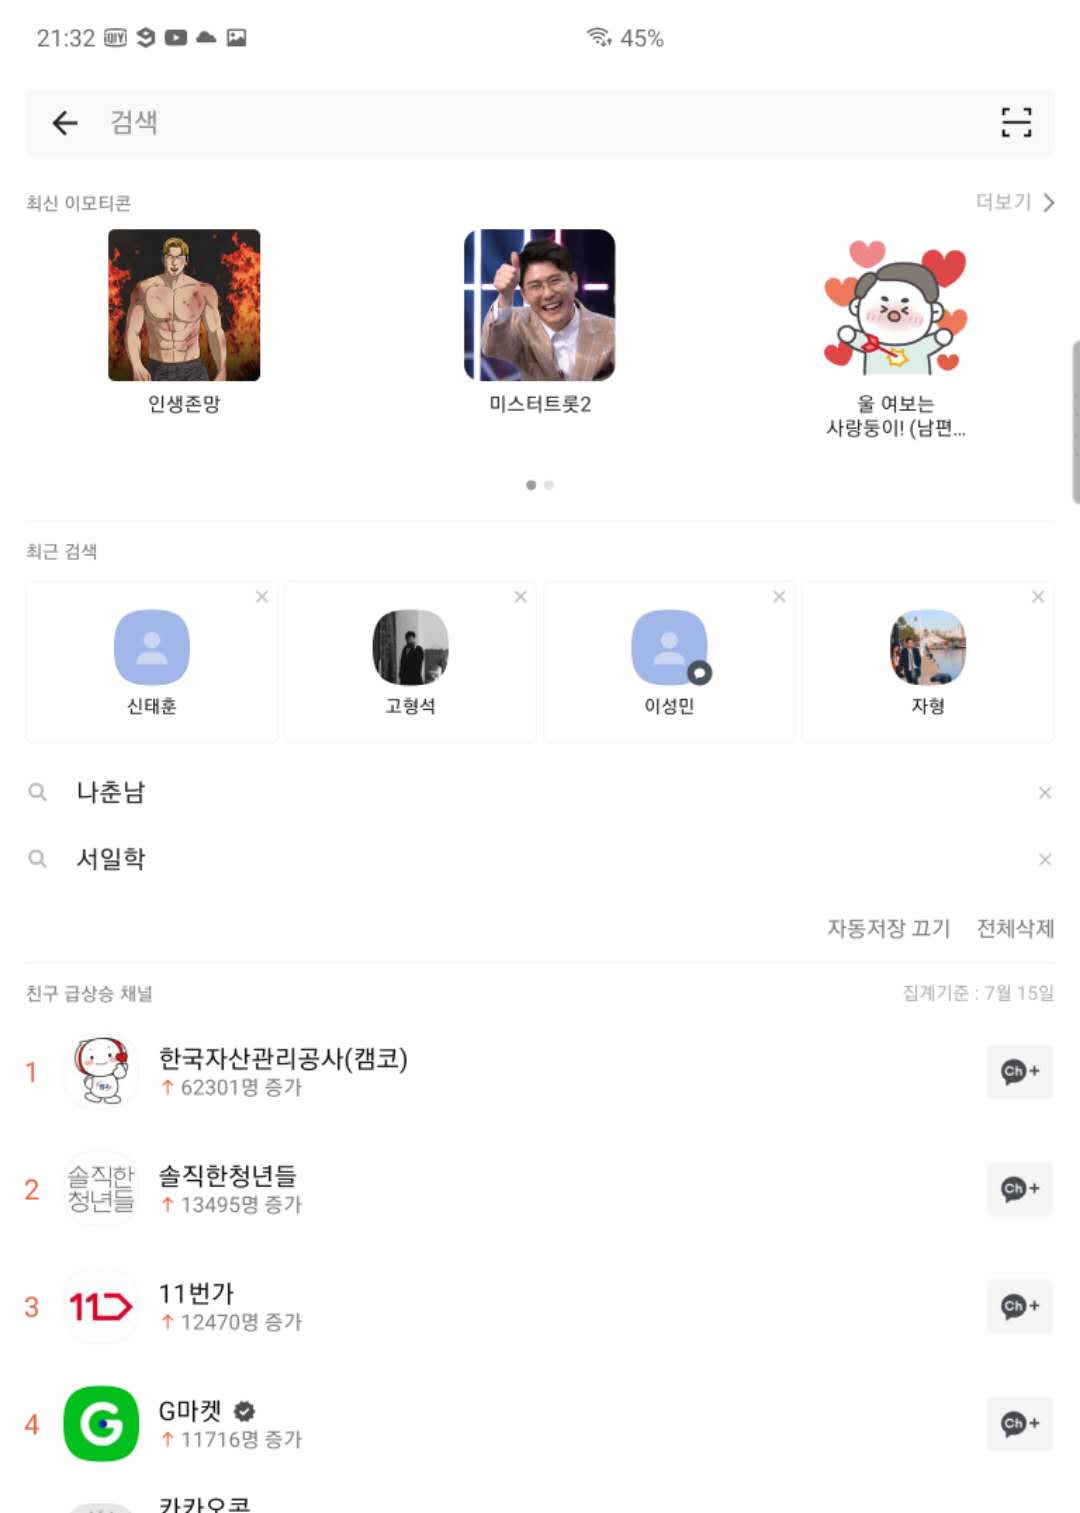 21:32
45%
검색
최신 이모티콘
더보기
인생존망
미스터트롯2
울 여보는
사랑둥이! (남편...
최근 검색
신태훈
고형석
이성민
자형
나춘남
서일학
자동저장 끄기 전체삭제
친구 급상승 채널
집계기준 : 7월 15일
1
한국자산관리공사(캠코)
↑ 62301명 증가
Ch+
2
솔직한
청년들
솔직한청년들
↑ 13495명 증가
Ch+
3
11번가
↑ 12470명 증가
Ch+
4
G
G마켓
↑ 11716명 증가
Ch+
카카오콘